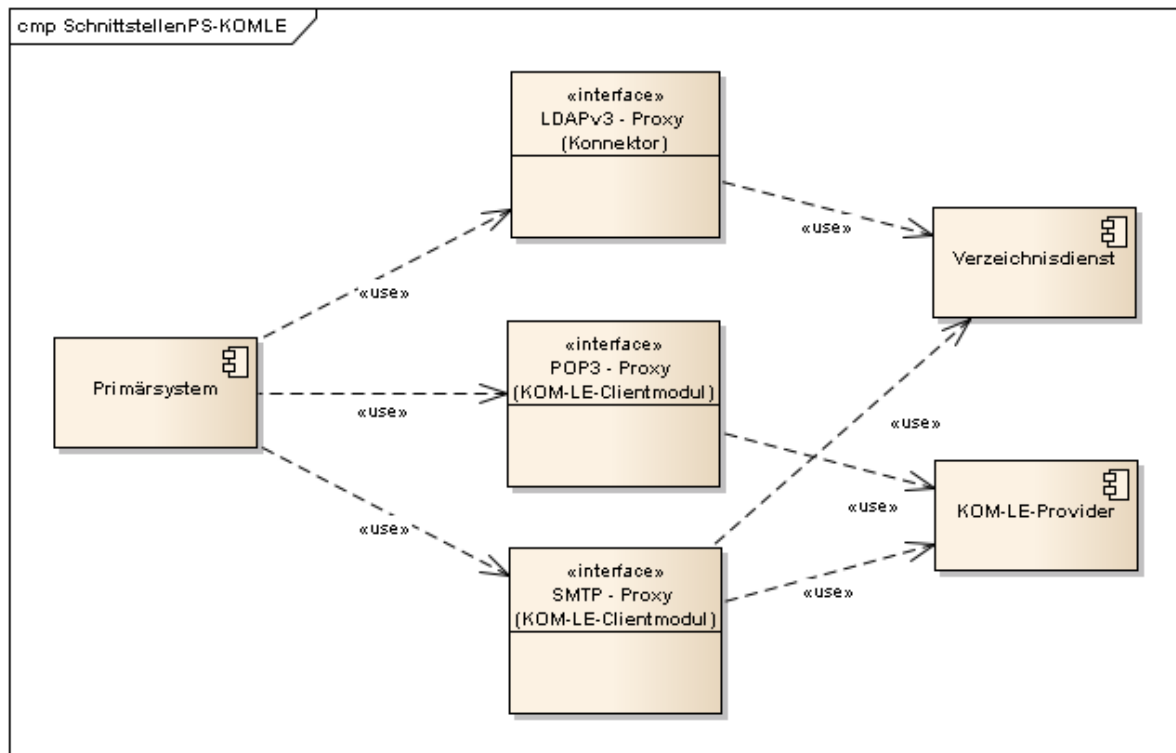 cmp SchnittstellenPS-KOMLE
«interface»
LDAPv3 - Proxy
(Konnektor)
«use»
Verzeichnisdienst
«use»
«interface»
POP3 - Proxy
(KOM-LE-Clientmodul)
Primärsystem
«use»
«use»
KOM-LE-Provider
«use»
«use»
«interface»
SMTP - Proxy
(KOM-LE-Clientmodul)
«use»